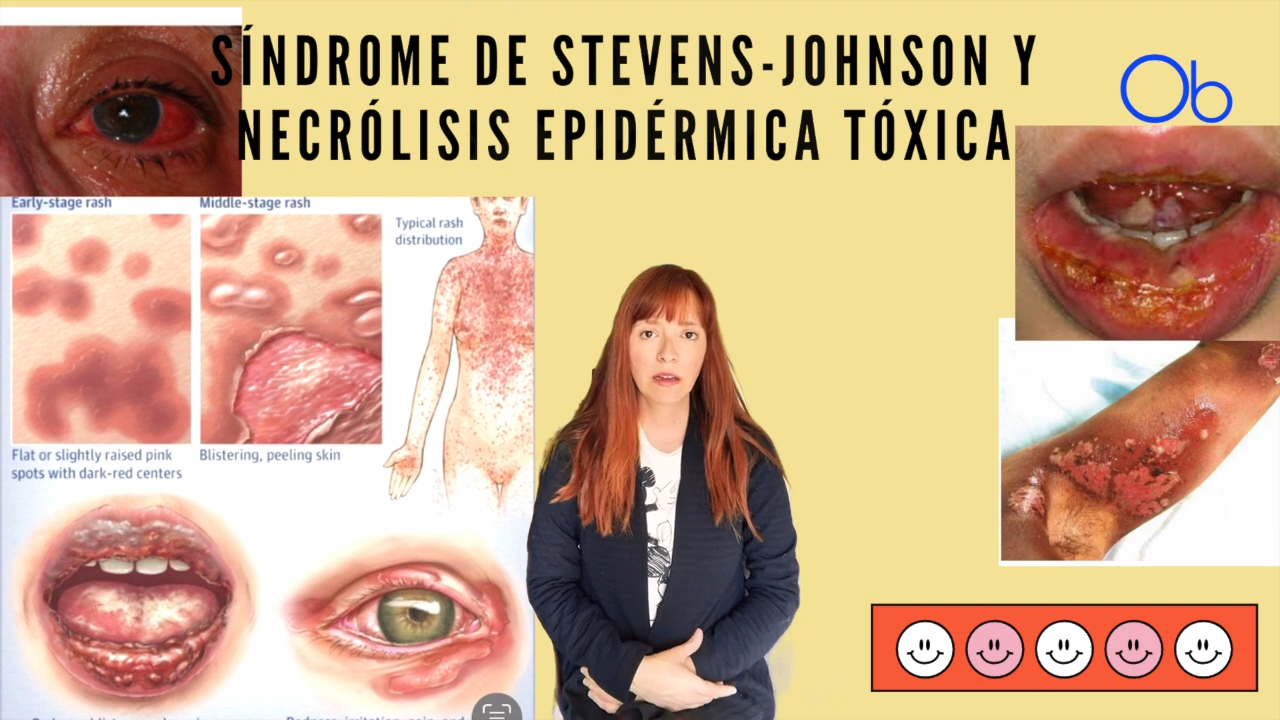 SÍNDROME DE STEVENS-JOHNSON Y
NECRÓLISIS EPIDÉRMICA TÓXICA
Ob
Early-stage rash
Middle-stage rash
Typical rash
distribution
Flat or slightly raised pink
spots with dark-red centers
Blistering, peeling skin